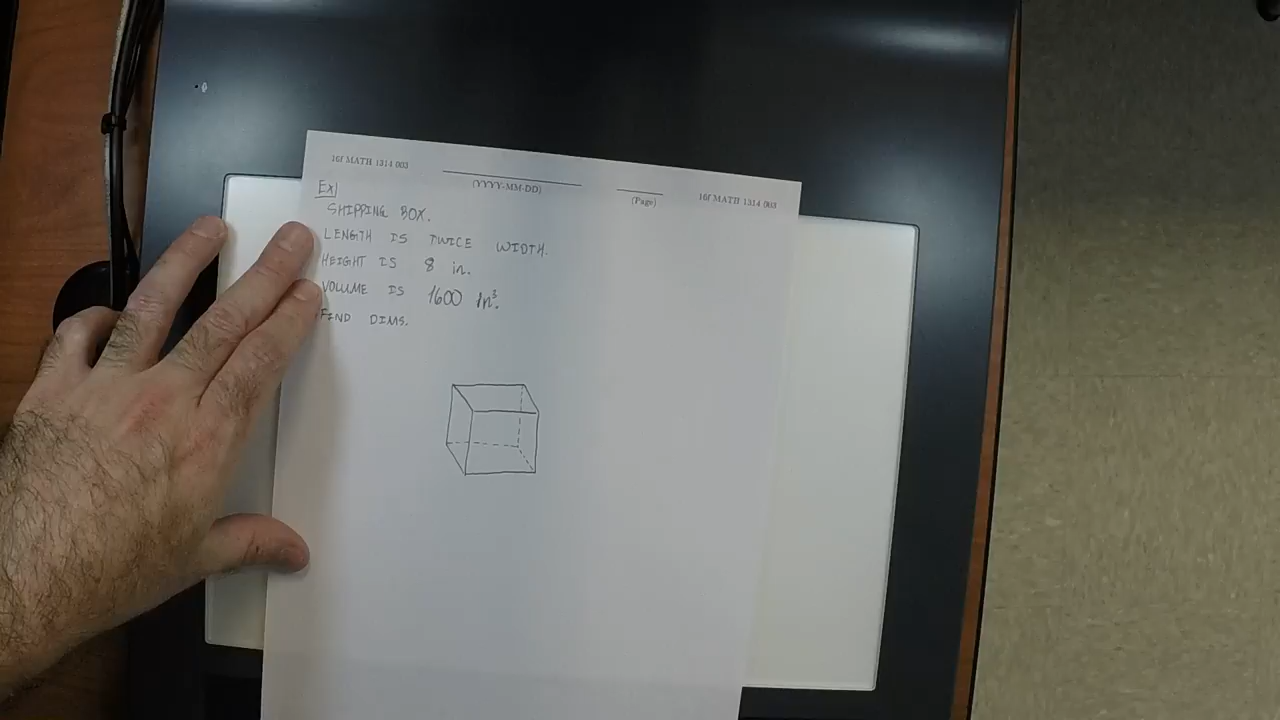 16f MATH 1314 003
(YYYY-MM-DD)
(Page)
16f MATH 1314 003
Ex)
SHIPPING BOX.
LENGTH IS TWICE WIDTH.
HEIGHT IS 8 in.
VOLUME IS 1600 in³.
FIND DIMS.